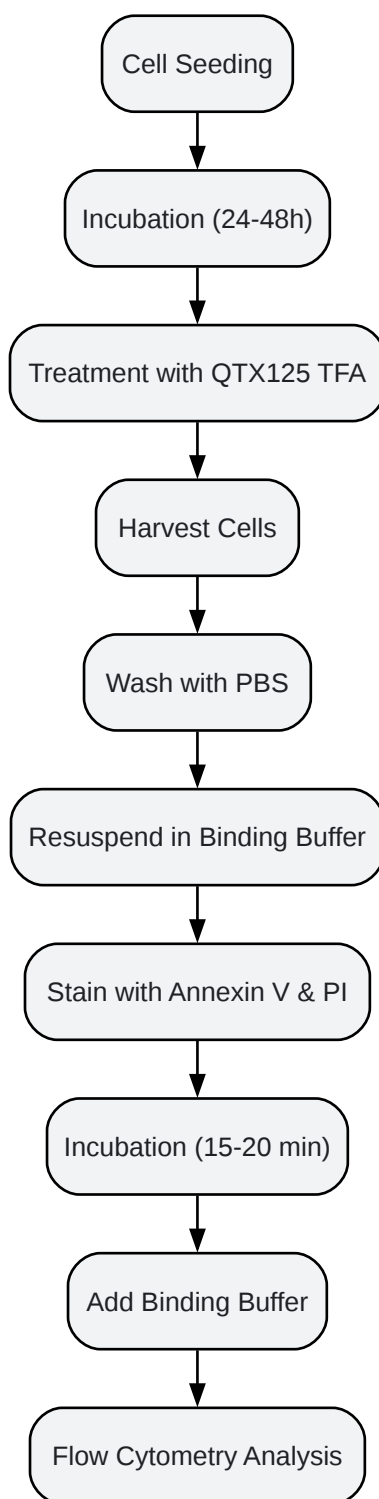 Cell Seeding
Incubation (24-48h)
Treatment with QTX125 TFA
Harvest Cells
Wash with PBS
Resuspend in Binding Buffer
Stain with Annexin V & PI
Incubation (15-20 min)
Add Binding Buffer
Flow Cytometry Analysis